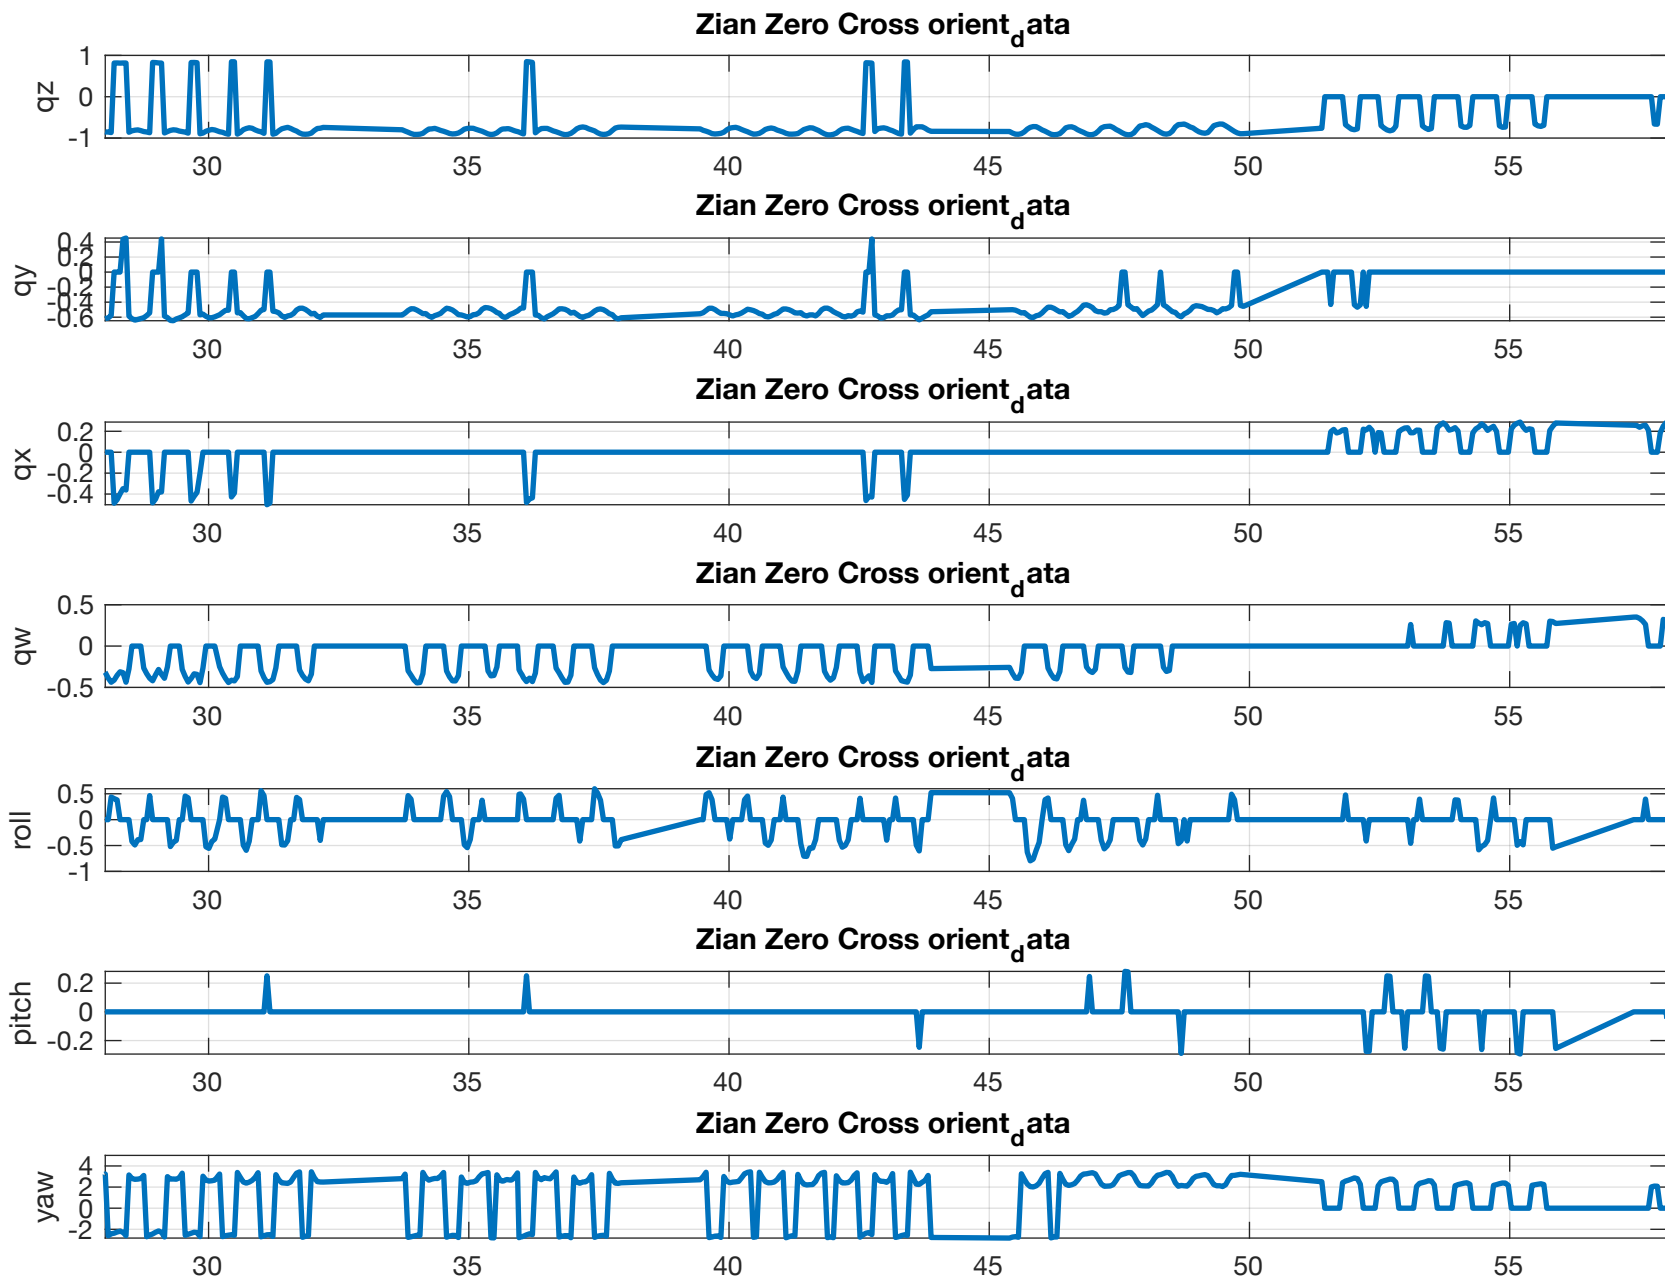 Zian Zero Cross orient_data
qz
1
0
-1
30 35 40 45 50 55
Zian Zero Cross orient_data
qy
0.4
0.2
0
-0.2
-0.4
-0.6
30 35 40 45 50 55
Zian Zero Cross orient_data
qx
0.2
0
-0.2
-0.4
30 35 40 45 50 55
Zian Zero Cross orient_data
qw
0.5
0
-0.5
30 35 40 45 50 55
Zian Zero Cross orient_data
roll
0.5
0
-0.5
-1
30 35 40 45 50 55
Zian Zero Cross orient_data
pitch
0.2
0
-0.2
30 35 40 45 50 55
Zian Zero Cross orient_data
yaw
4
2
0
-2
30 35 40 45 50 55